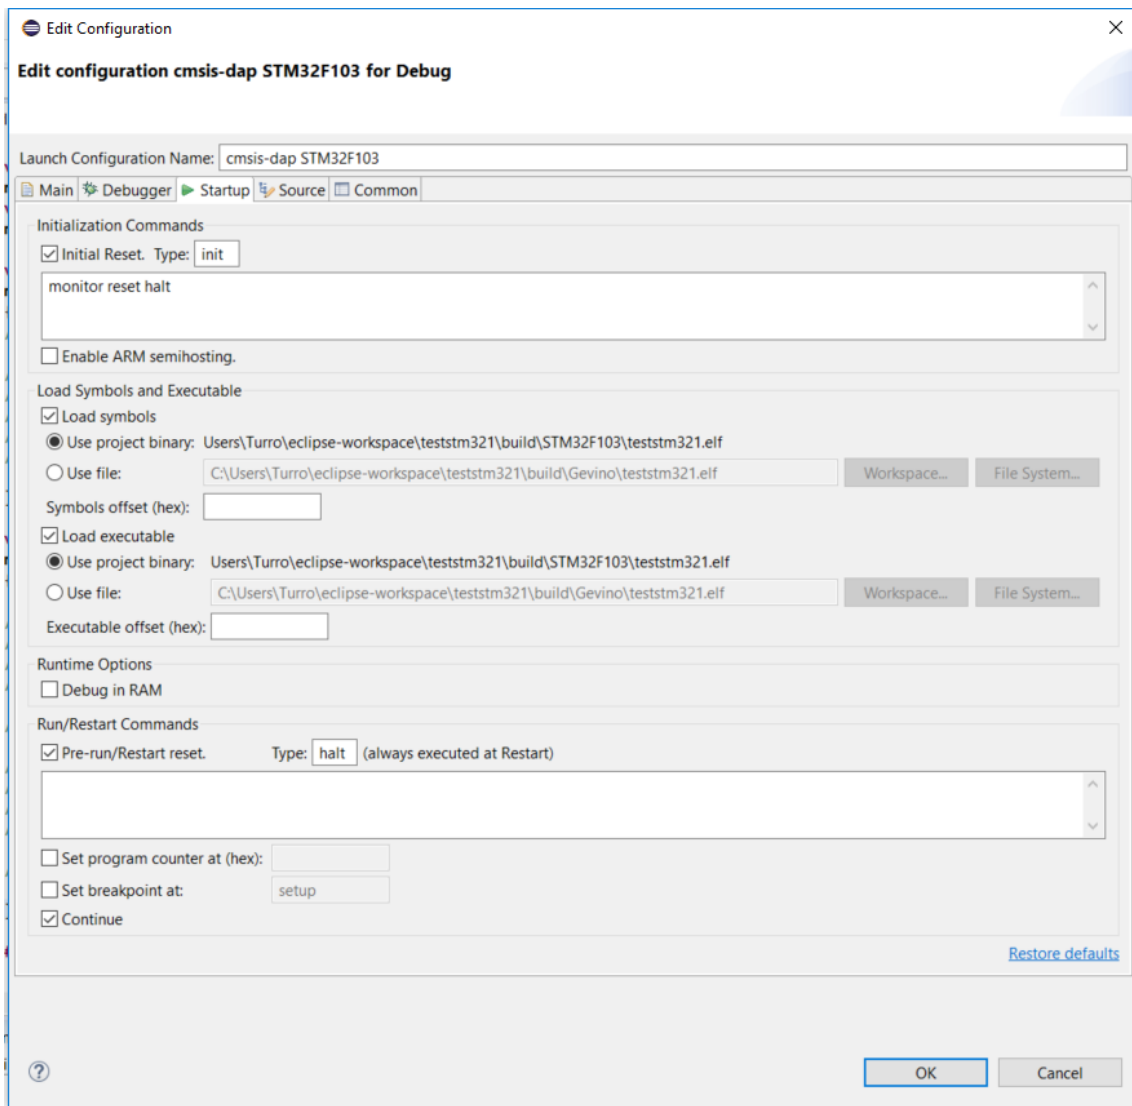 Edit Configuration
Edit configuration cmsis-dap STM32F103 for Debug
Launch Configuration Name: cmsis-dap STM32F103
Main Debugger Startup Source Common
Initialization Commands
Initial Reset. Type: init
monitor reset halt
Enable ARM semihosting.
Load Symbols and Executable
Load symbols
Use project binary: Users\Turro\eclipse-workspace\teststm321\build\STM32F103\teststm321.elf
Use file: C:\Users\Turro\eclipse-workspace\teststm321\build\Gevino\teststm321.elf Workspace... File System...
Symbols offset (hex):
Load executable
Use project binary: Users\Turro\eclipse-workspace\teststm321\build\STM32F103\teststm321.elf
Use file: C:\Users\Turro\eclipse-workspace\teststm321\build\Gevino\teststm321.elf Workspace... File System...
Executable offset (hex):
Runtime Options
Debug in RAM
Run/Restart Commands
Pre-run/Restart reset. Type: halt (always executed at Restart)
Set program counter at (hex):
Set breakpoint at: setup
Continue
Restore defaults
? OK Cancel